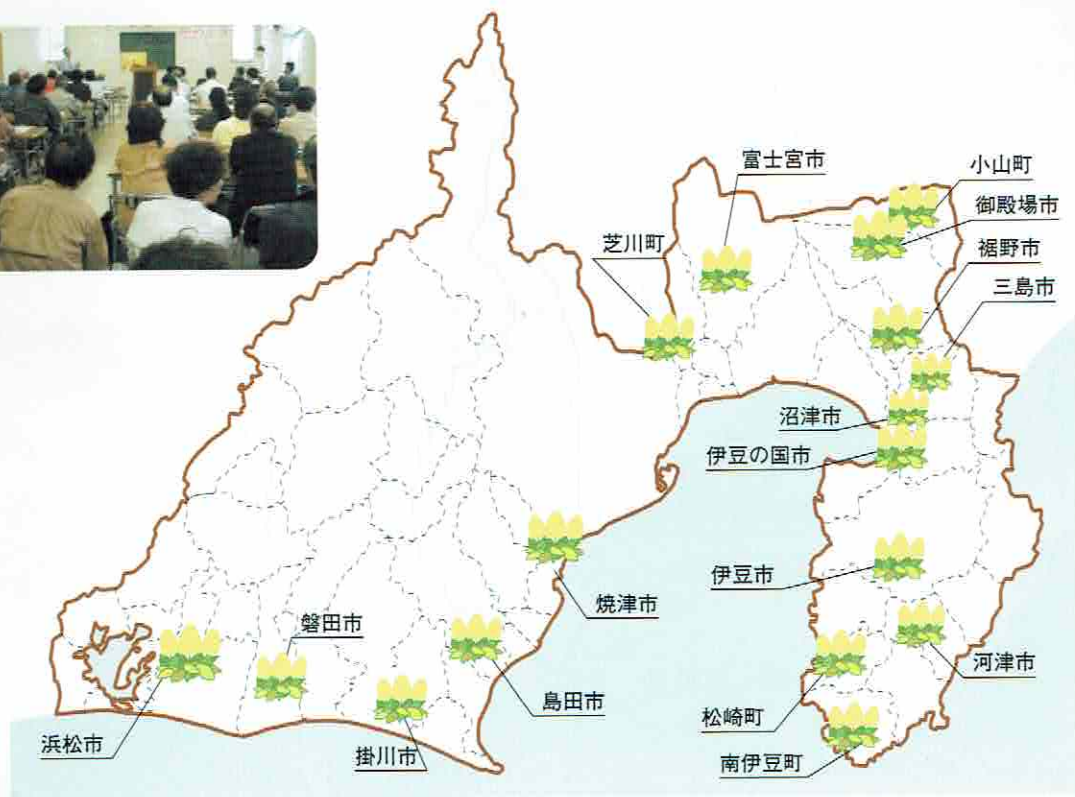 富士宮市
小山町
御殿場市
芝川町
裾野市
三島市
沼津市
伊豆の国市
伊豆市
焼津市
磐田市
河津市
島田市
松崎町
浜松市
掛川市
南伊豆町